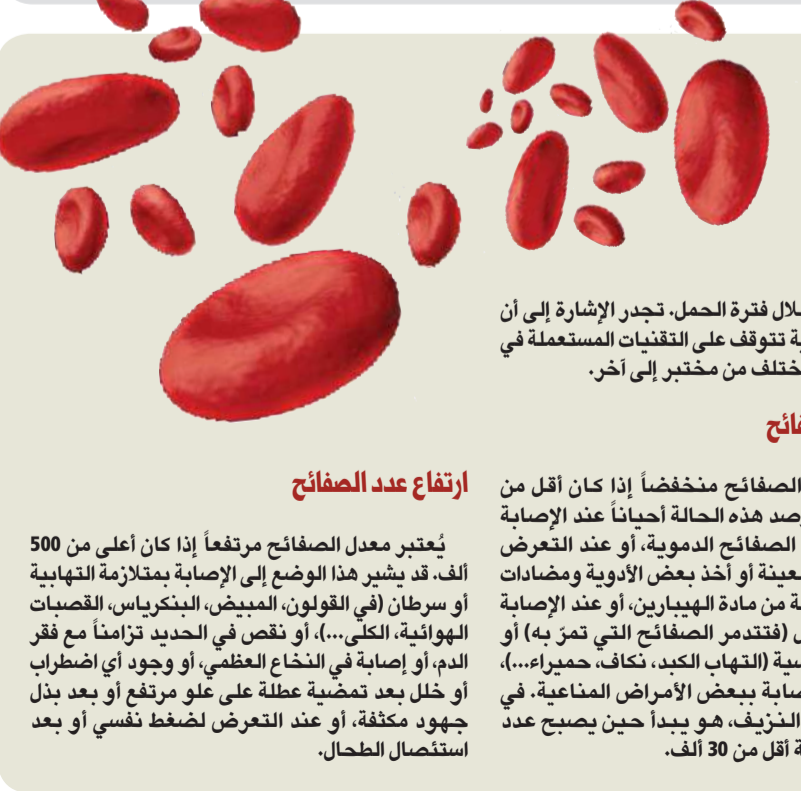 لال فترة الحمل. تجدر الإشارة إلى أن
ية تتوقف على التقنيات المستعملة في
ختلف من مختبر إلى آخر.
فائح
الصفائح منخفضاً إذا كان أقل من
رصد هذه الحالة أحياناً عند الإصابة
الصفائح الدموية، أو عند التعرض
معينة أو أخذ بعض الأدوية ومضادات
ة من مادة الهيبارين، أو عند الإصابة
ل (فتتدمر الصفائح التي تمرّ به) أو
سية (التهاب الكبد، نكاف، حميراء...)،
صابة ببعض الأمراض المناعية. في
النزيف، هو يبدأ حين يصبح عدد
ة أقل من 30 ألف.
ارتفاع عدد الصفائح
يُعتبر معدل الصفائح مرتفعاً إذا كان أعلى من 500
ألف. قد يشير هذا الوضع إلى الإصابة بمتلازمة التهابية
أو سرطان (في القولون، المبيض، البنكرياس، القصبات
الهوائية، الكلى...)، أو نقص في الحديد تزامناً مع فقر
الدم، أو إصابة في النخاع العظمي، أو وجود أي اضطراب
أو خلل بعد تمضية عطلة على علو مرتفع أو بعد بذل
جهود مكثفة، أو عند التعرض لضغط نفسي أو بعد
استئصال الطحال.